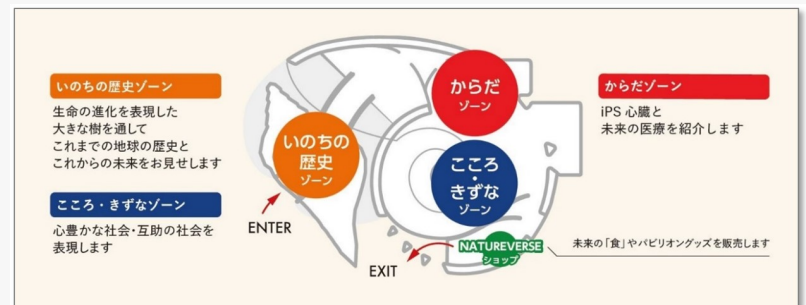 いのちの歴史ゾーン
生命の進化を表現した
大きな樹を通して
これまでの地球の歴史と
これからの未来をお見せします
こころ・きずなゾーン
心豊かな社会・互助の社会を
表現します
いのちの
歴史
ゾーン
ENTER
からだ
ゾーン
こころ
・
きずな
ゾーン
NATUREVERSE
ショップ
EXIT
からだゾーン
iPS 心臓と
未来の医療を紹介します
未来の「食」やパビリオングッズを販売します